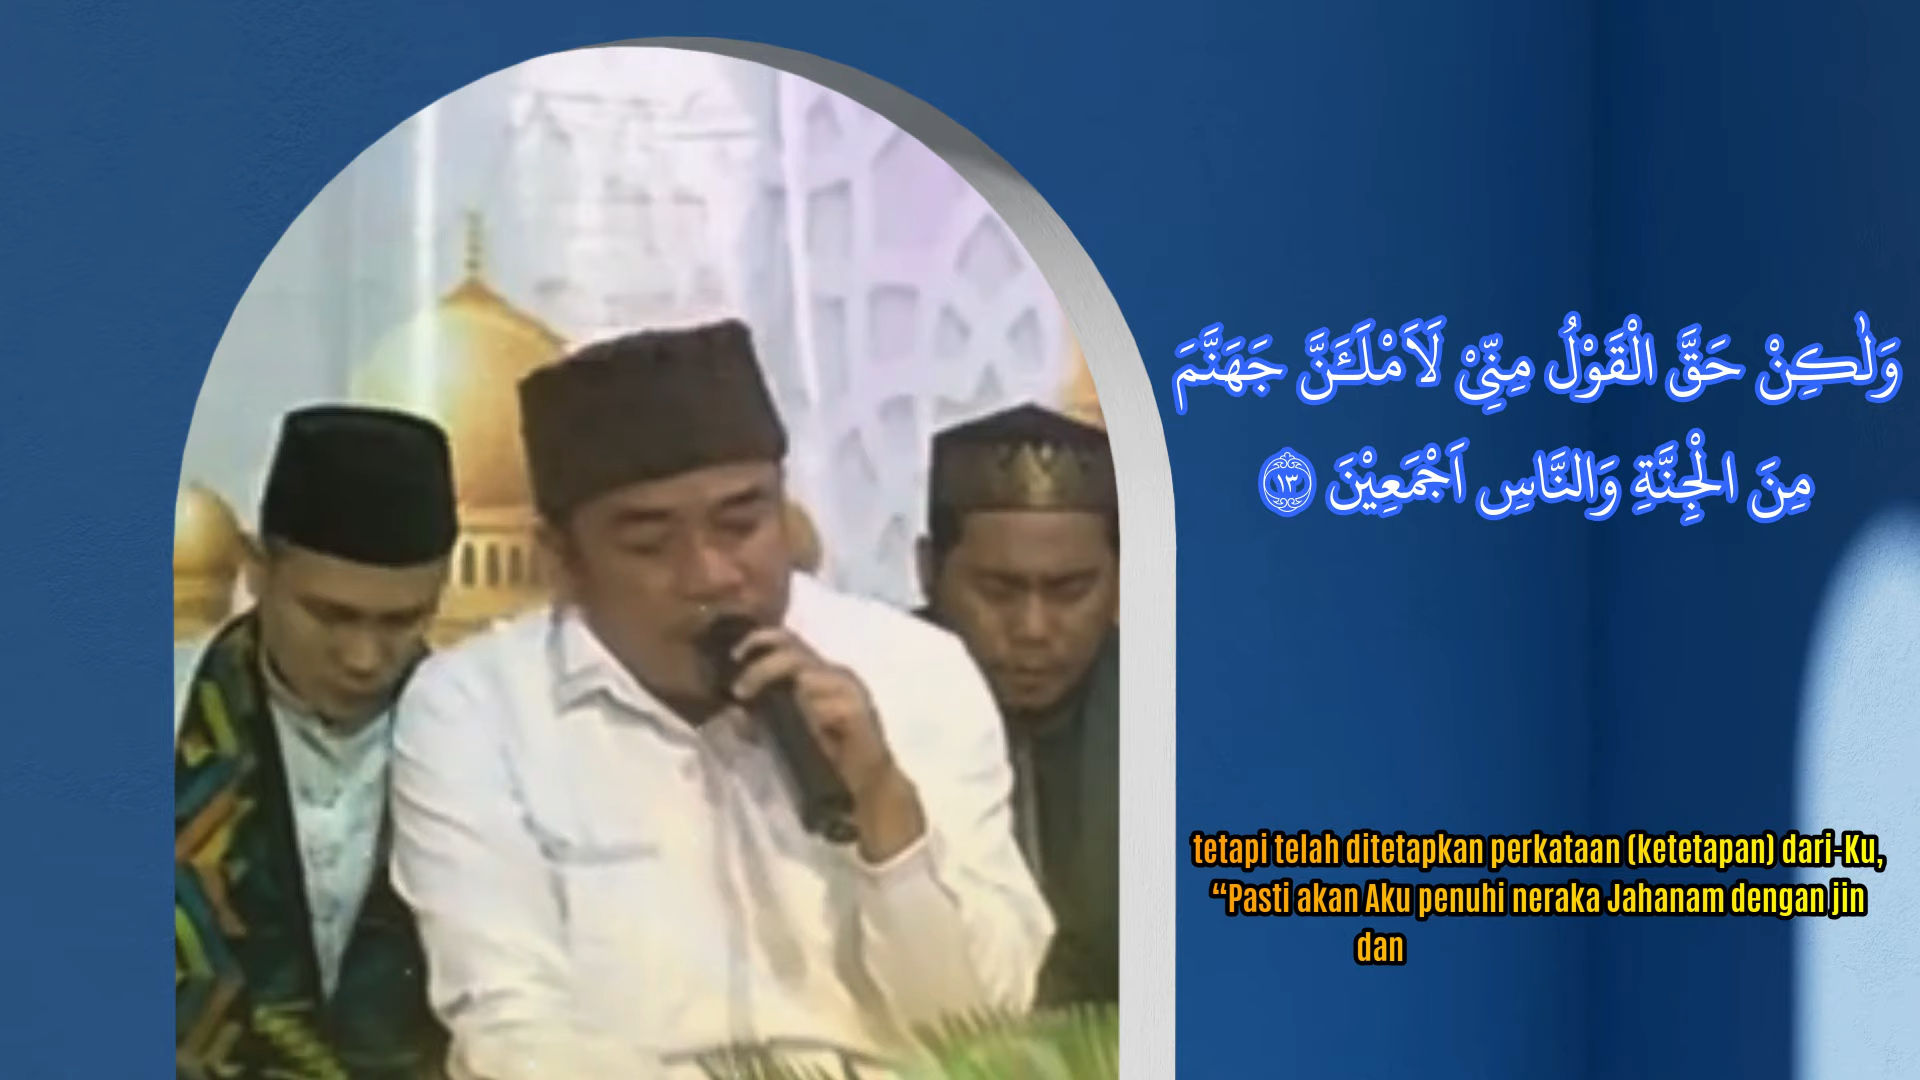 وَلٰكِنْ حَقَّ الْقَوْلُ مِنِّيْ لَاَمْلَـَٔنَّ جَهَنَّمَ
مِنَ الْجِنَّةِ وَالنَّاسِ اَجْمَعِيْنَ ۝١٣
tetapi telah ditetapkan perkataan (ketetapan) dari-Ku,
“Pasti akan Aku penuhi neraka Jahanam dengan jin
dan